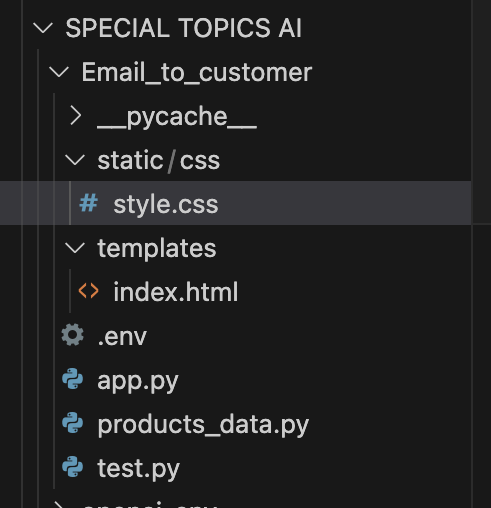 SPECIAL TOPICS AI
Email_to_customer
__pycache__
static/css
# style.css
templates
<> index.html
.env
app.py
products_data.py
test.py